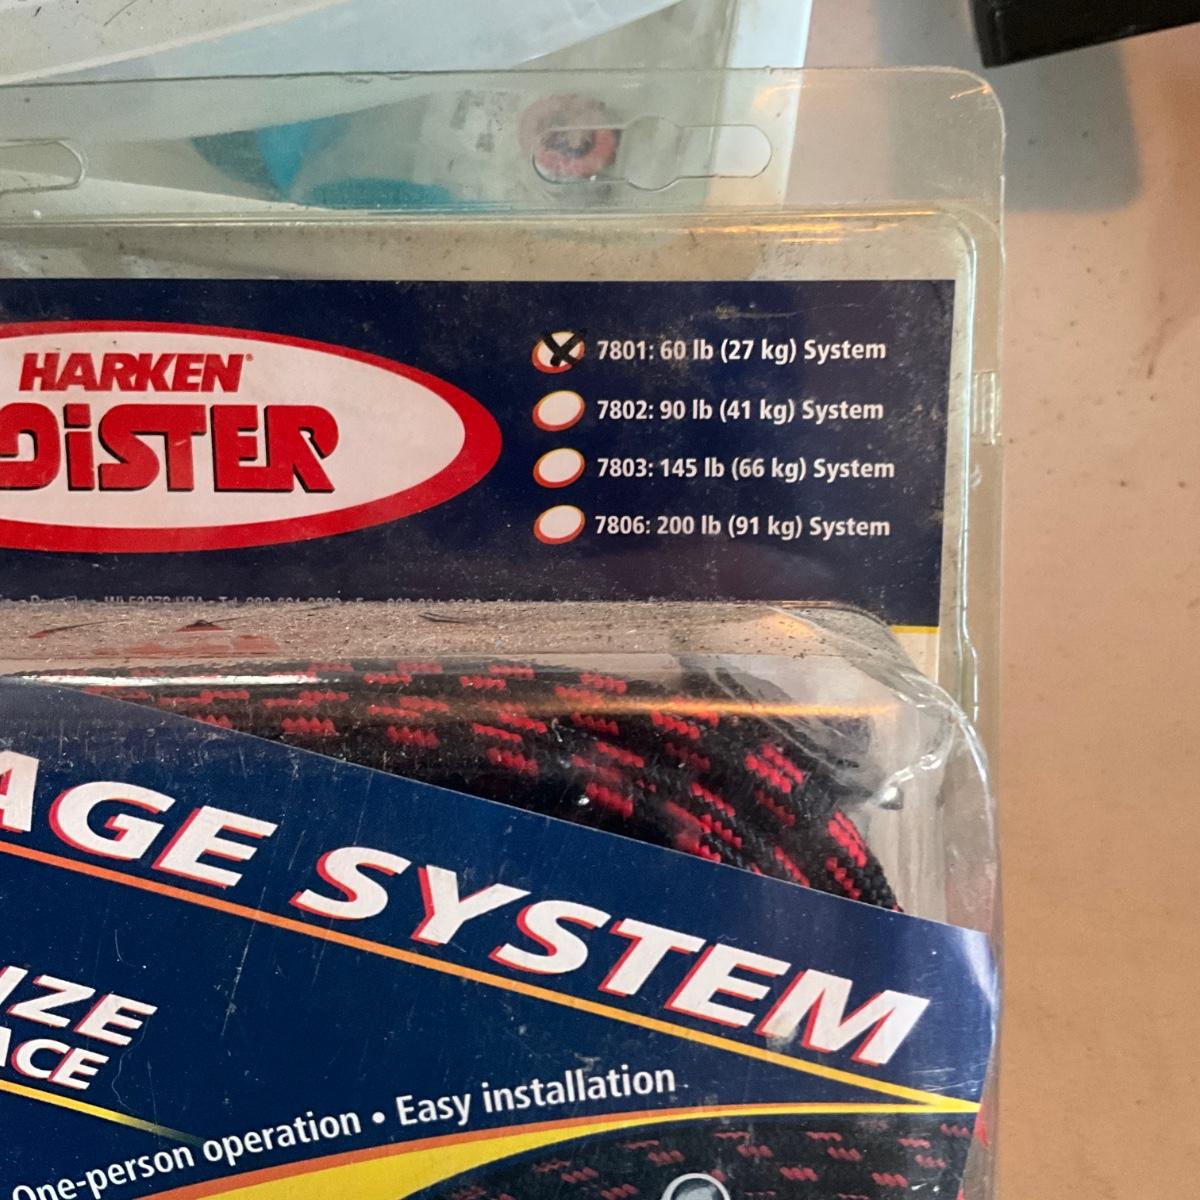 HARKEN®
OiSTER
7801: 60 lb (27 kg) System
7802: 90 lb (41 kg) System
7803: 145 lb (66 kg) System
7806: 200 lb (91 kg) System
AGE SYSTEM
IZE
ACE
One-person operation • Easy installation